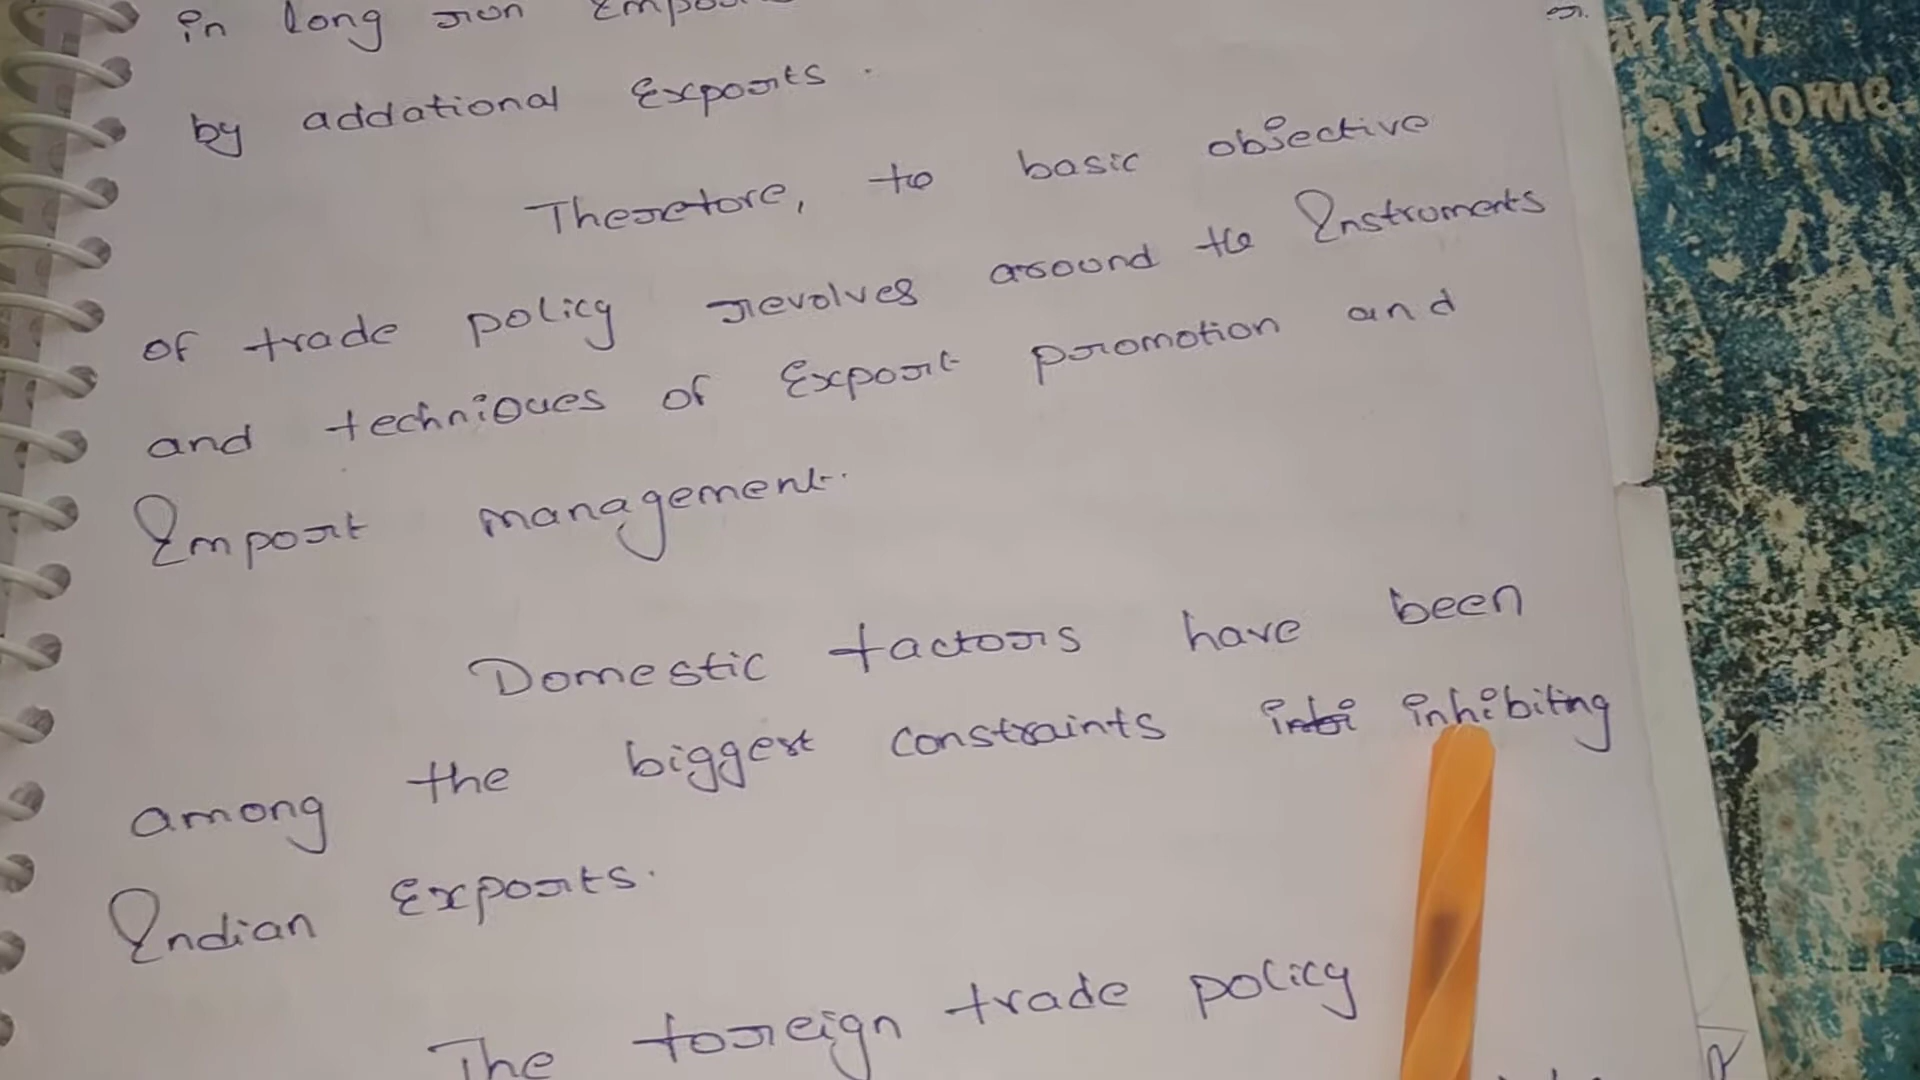 in long run
by addational Exports.
Therefore, the basic objective
of trade policy revolves around the Instruments
and techniques of Export promotion and
Import management.
Domestic factors have been
among the biggest constraints inhibiting
Indian Exports.
The foreign trade policy
at home